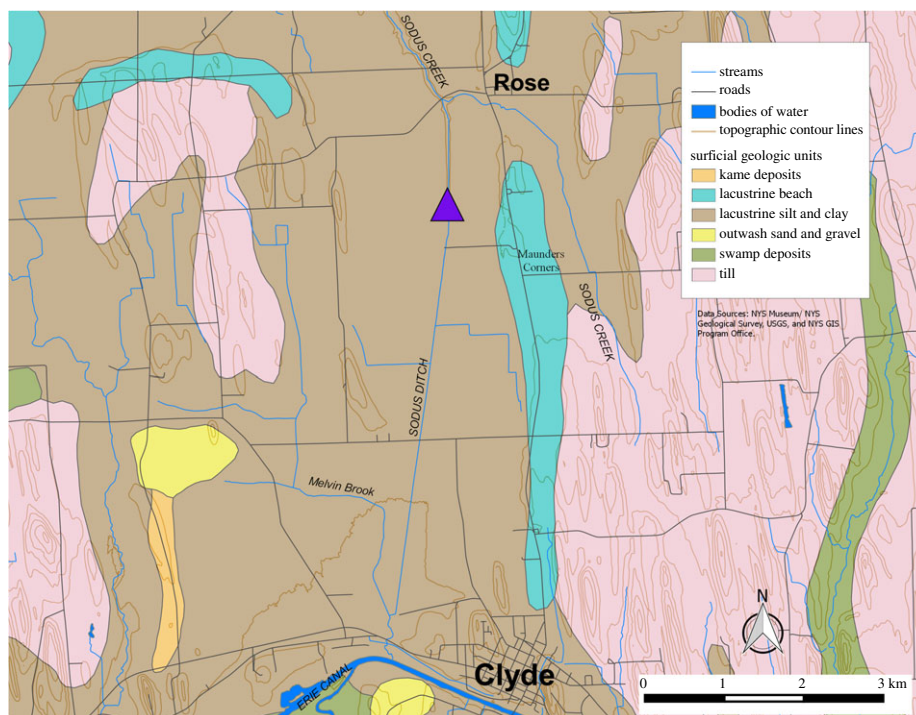 SODUS CREEK
Rose
streams
roads
bodies of water
topographic contour lines
surficial geologic units
kame deposits
lacustrine beach
lacustrine silt and clay
outwash sand and gravel
swamp deposits
till
Maunders
Corners
SODUS CREEK
Data Sources: NYS Museum/ NYS
Geological Survey, USGS, and NYS GIS
Program Office.
SODUS DITCH
Melvin Brook
N
Clyde
ERIE CANAL
0 1 2 3 km